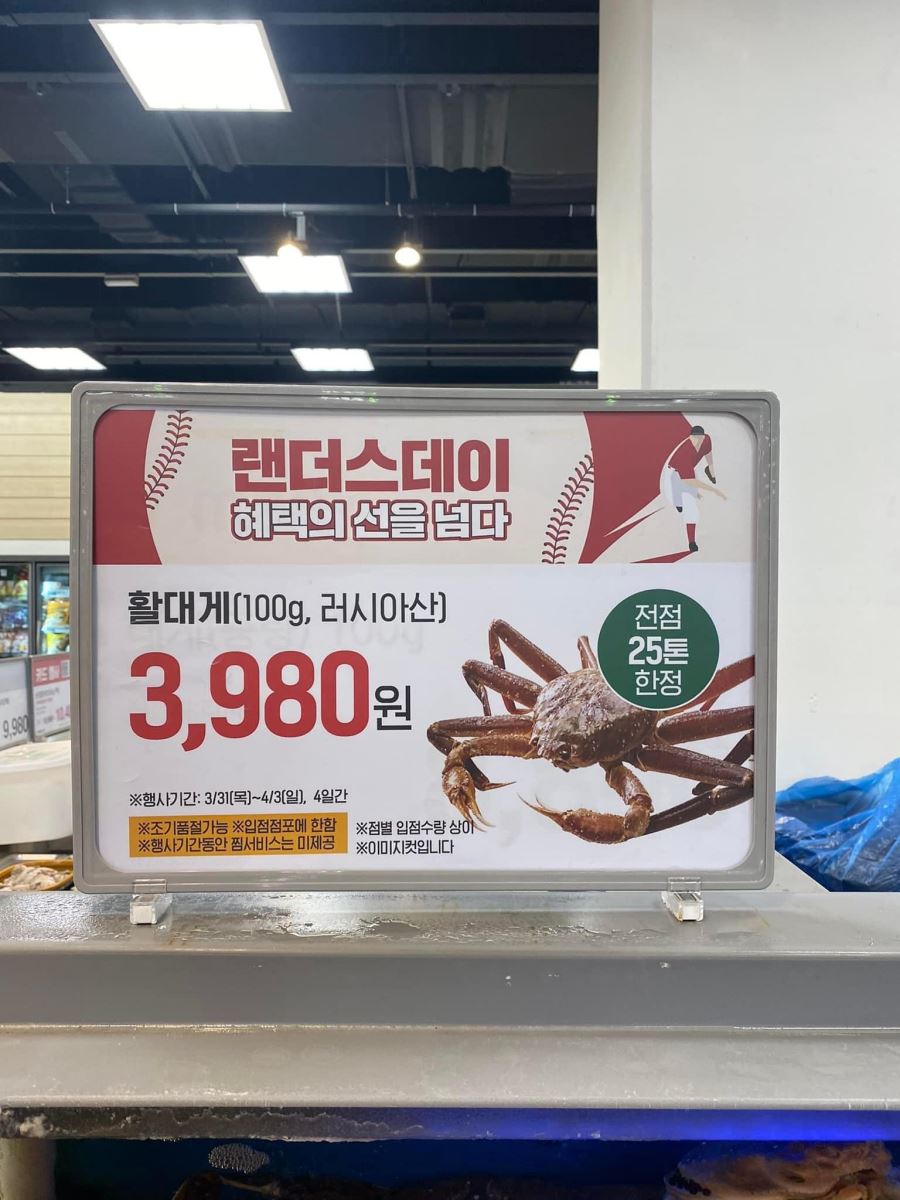 랜더스데이
혜택의 선을 넘다
활대게(100g, 러시아산)
3,980원
전점
25톤
한정
※행사기간: 3/31(목)~4/3(일), 4일간
※조기품절가능 ※입점점포에 한함
※행사기간동안 찜서비스는 미제공
※점별 입점수량 상이
※이미지컷입니다
9,980